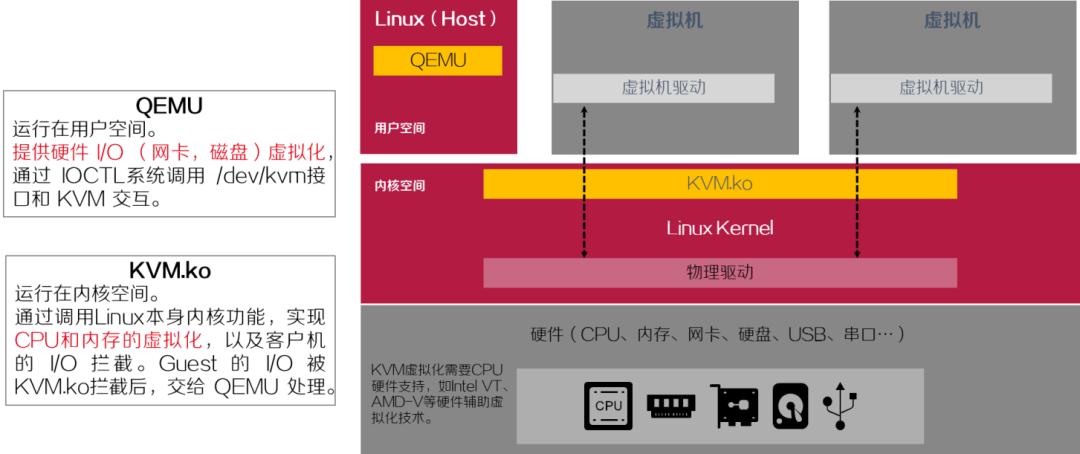 QEMU
运行在用户空间。
提供硬件 I/O （网卡，磁盘）虚拟化，
通过 IOCTL系统调用 /dev/kvm接
口和 KVM 交互。
KVM.ko
运行在内核空间。
通过调用Linux本身内核功能，实现
CPU和内存的虚拟化，以及客户机
的 I/O 拦截。Guest 的 I/O 被
KVM.ko拦截后，交给 QEMU 处理。
Linux（Host）
QEMU
用户空间
虚拟机
虚拟机驱动
虚拟机
虚拟机驱动
内核空间
KVM.ko
Linux Kernel
物理驱动
硬件（CPU、内存、网卡、硬盘、USB、串口…）
KVM虚拟化需要CPU
硬件支持，如Intel VT、
AMD-V等硬件辅助虚
拟化技术。
CPU